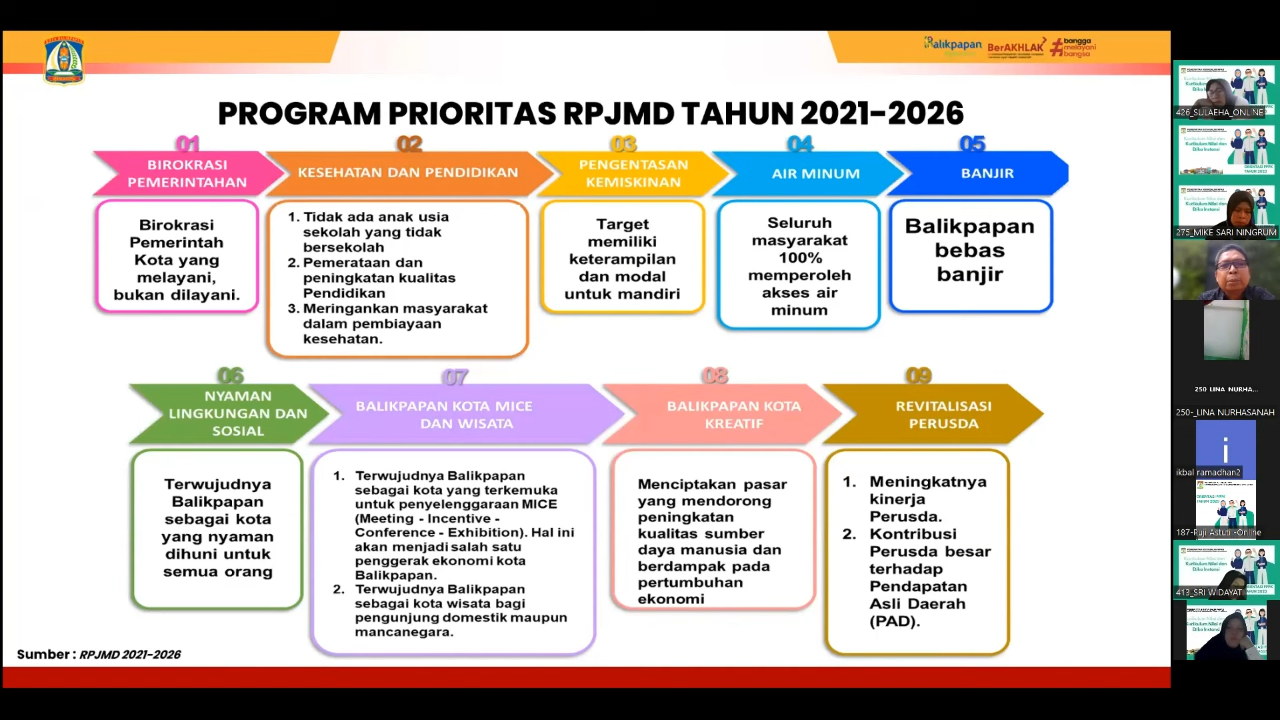 Balikpapan
BerAKHLAK
#bangga
melayani
bangsa
PROGRAM PRIORITAS RPJMD TAHUN 2021-2026
01
BIROKRASI
PEMERINTAHAN
Birokrasi
Pemerintah
Kota yang
melayani,
bukan dilayani.
02
KESEHATAN DAN PENDIDIKAN
1. Tidak ada anak usia
sekolah yang tidak
bersekolah
2. Pemerataan dan
peningkatan kualitas
Pendidikan
3. Meringankan masyarakat
dalam pembiayaan
kesehatan.
03
PENGENTASAN
KEMISKINAN
Target
memiliki
keterampilan
dan modal
untuk mandiri
04
AIR MINUM
Seluruh
masyarakat
100%
memperoleh
akses air
minum
05
BANJIR
Balikpapan
bebas
banjir
06
NYAMAN
LINGKUNGAN DAN
SOSIAL
Terwujudnya
Balikpapan
sebagai kota
yang nyaman
dihuni untuk
semua orang
07
BALIKPAPAN KOTA MICE
DAN WISATA
1. Terwujudnya Balikpapan
sebagai kota yang terkemuka
untuk penyelenggaraan MICE
(Meeting - Incentive -
Conference - Exhibition). Hal ini
akan menjadi salah satu
penggerak ekonomi kota
Balikpapan.
2. Terwujudnya Balikpapan
sebagai kota wisata bagi
pengunjung domestik maupun
mancanegara.
08
BALIKPAPAN KOTA
KREATIF
Menciptakan pasar
yang mendorong
peningkatan
kualitas sumber
daya manusia dan
berdampak pada
pertumbuhan
ekonomi
09
REVITALISASI
PERUSDA
1. Meningkatnya
kinerja
Perusda.
2. Kontribusi
Perusda besar
terhadap
Pendapatan
Asli Daerah
(PAD).
Sumber : RPJMD 2021-2026
426_SULAEHA_ONLINE
275_MIKE SARI NINGRUM
250 LINA NURHA...
250-_LINA NURHASANAH
i
ikbal ramadhan2
187-Puji Astuti -Online
413_SRI WIDAYATI